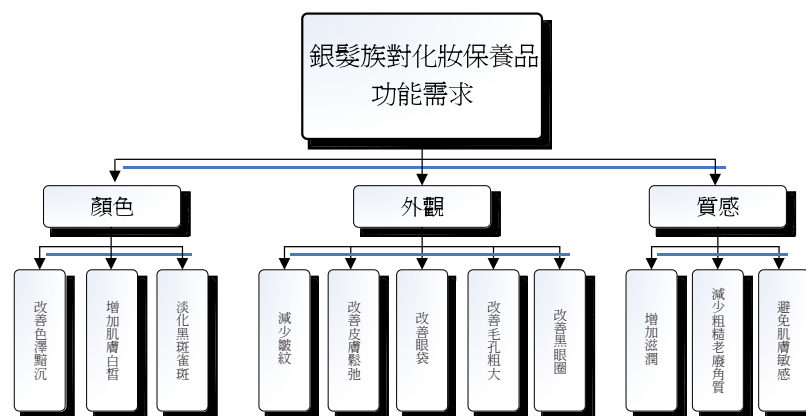 銀髮族對化妝保養品
功能需求
顏色
外觀
質感
改善色澤黯沉
增加肌膚白皙
淡化黑斑雀斑
減少皺紋
改善皮膚鬆弛
改善眼袋
改善毛孔粗大
改善黑眼圈
增加滋潤
減少粗糙老廢角質
避免肌膚敏感